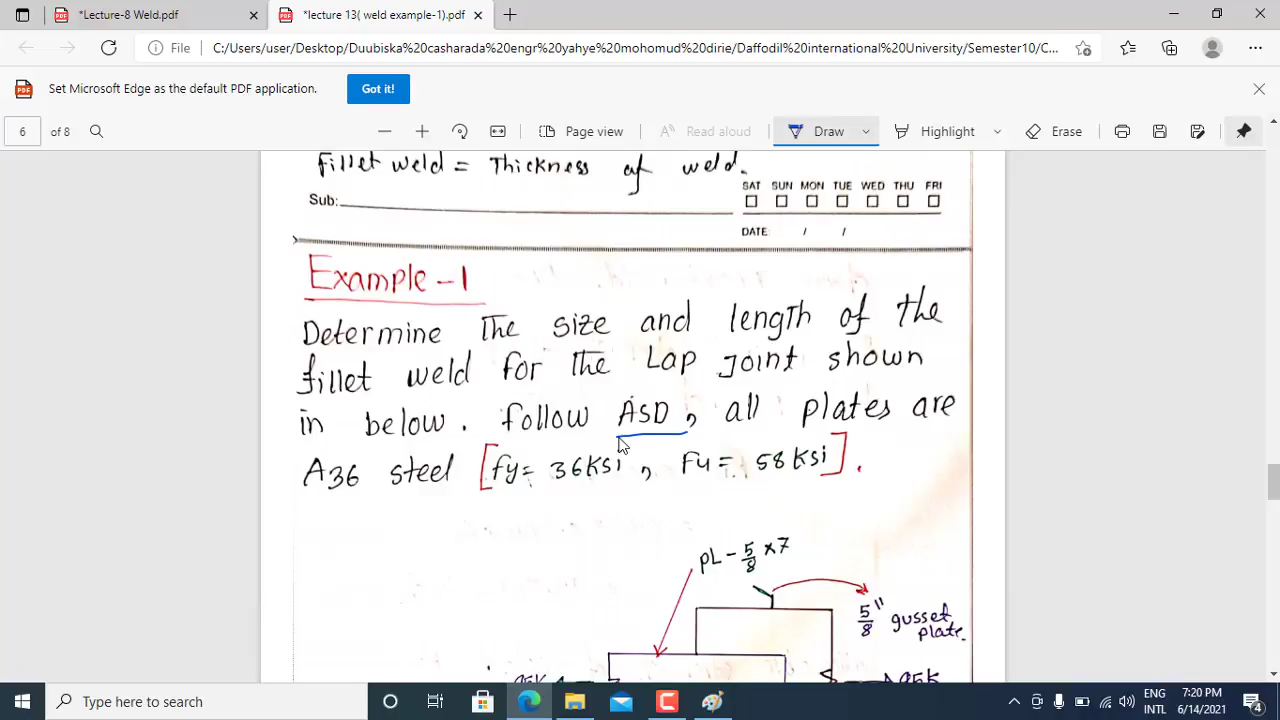 *Lecture-8 Weld.pdf
*lecture 13( weld example-1).pdf
File
C:/Users/user/Desktop/Duubiska%20casharada%20engr%20yahye%20mohomud%20dirie/Daffodil%20international%20University/Semester10/C...
Set Microsoft Edge as the default PDF application.
Got it!
6 of 8
Page view
Read aloud
Draw
Highlight
Erase
fillet weld = Thickness of weld.
SAT SUN MON TUE WED THU FRI
Sub:
DATE: / /
Example-1
Determine The size and length of the
fillet weld for the Lap Joint shown
in below. follow ASD, all plates are
A36 steel [fy= 36ksi, Fu= 58ksi].
PL-5/8 x7
5/8" gusset
plate.
95K
95K
Type here to search
ENG
7:20 PM
INTL
6/14/2021
4